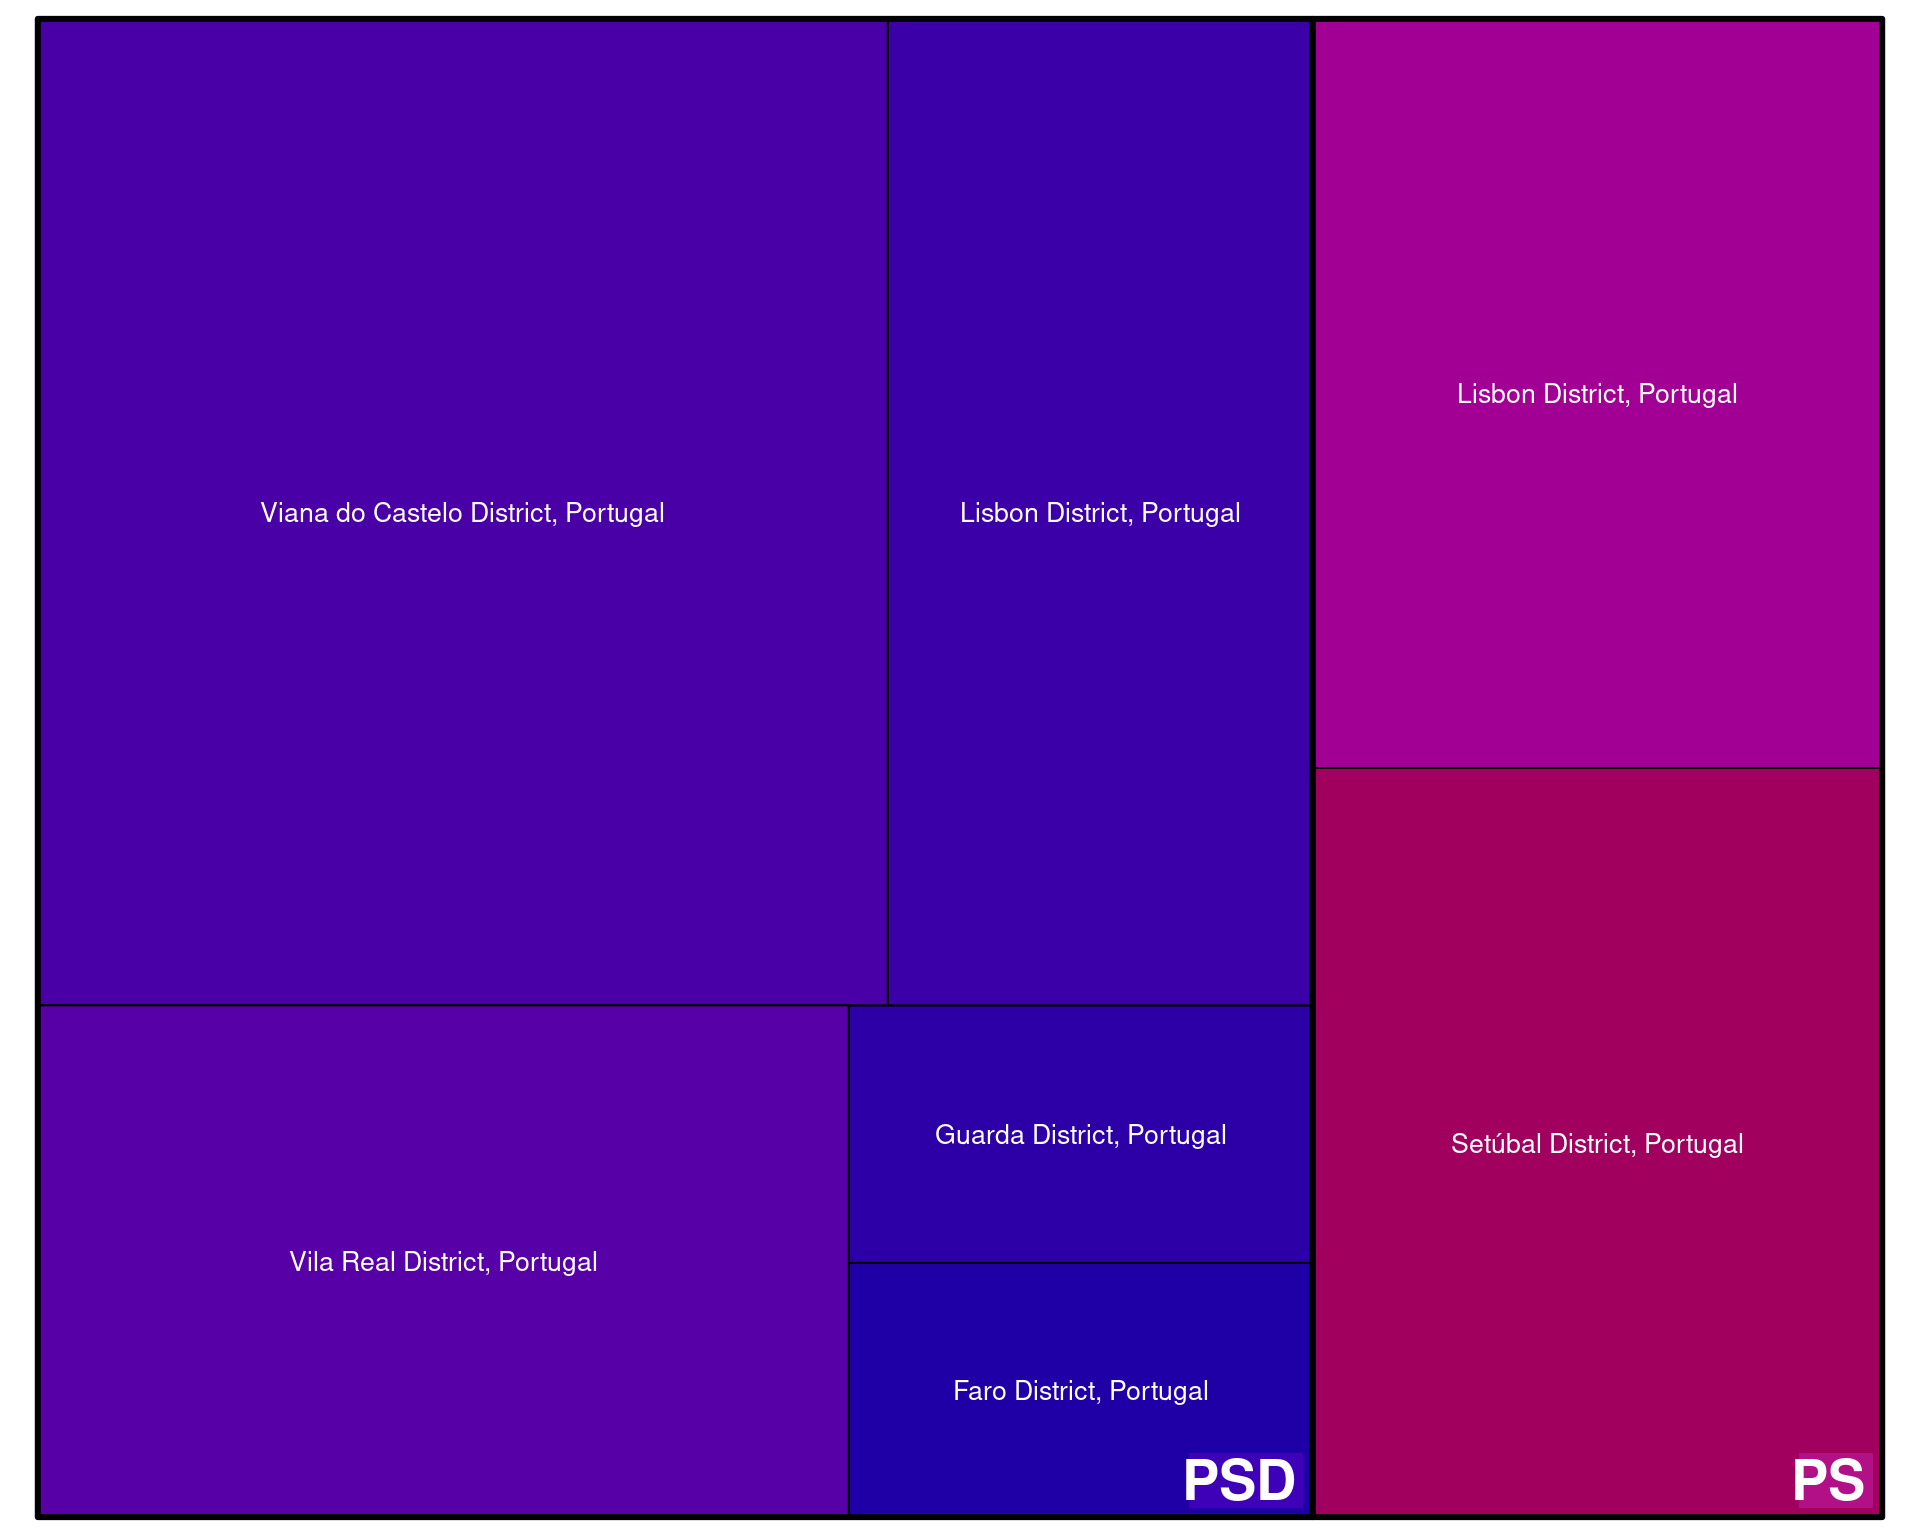 Viana do Castelo District, Portugal
Lisbon District, Portugal
Vila Real District, Portugal
Guarda District, Portugal
Faro District, Portugal
PSD
Lisbon District, Portugal
Setúbal District, Portugal
PS